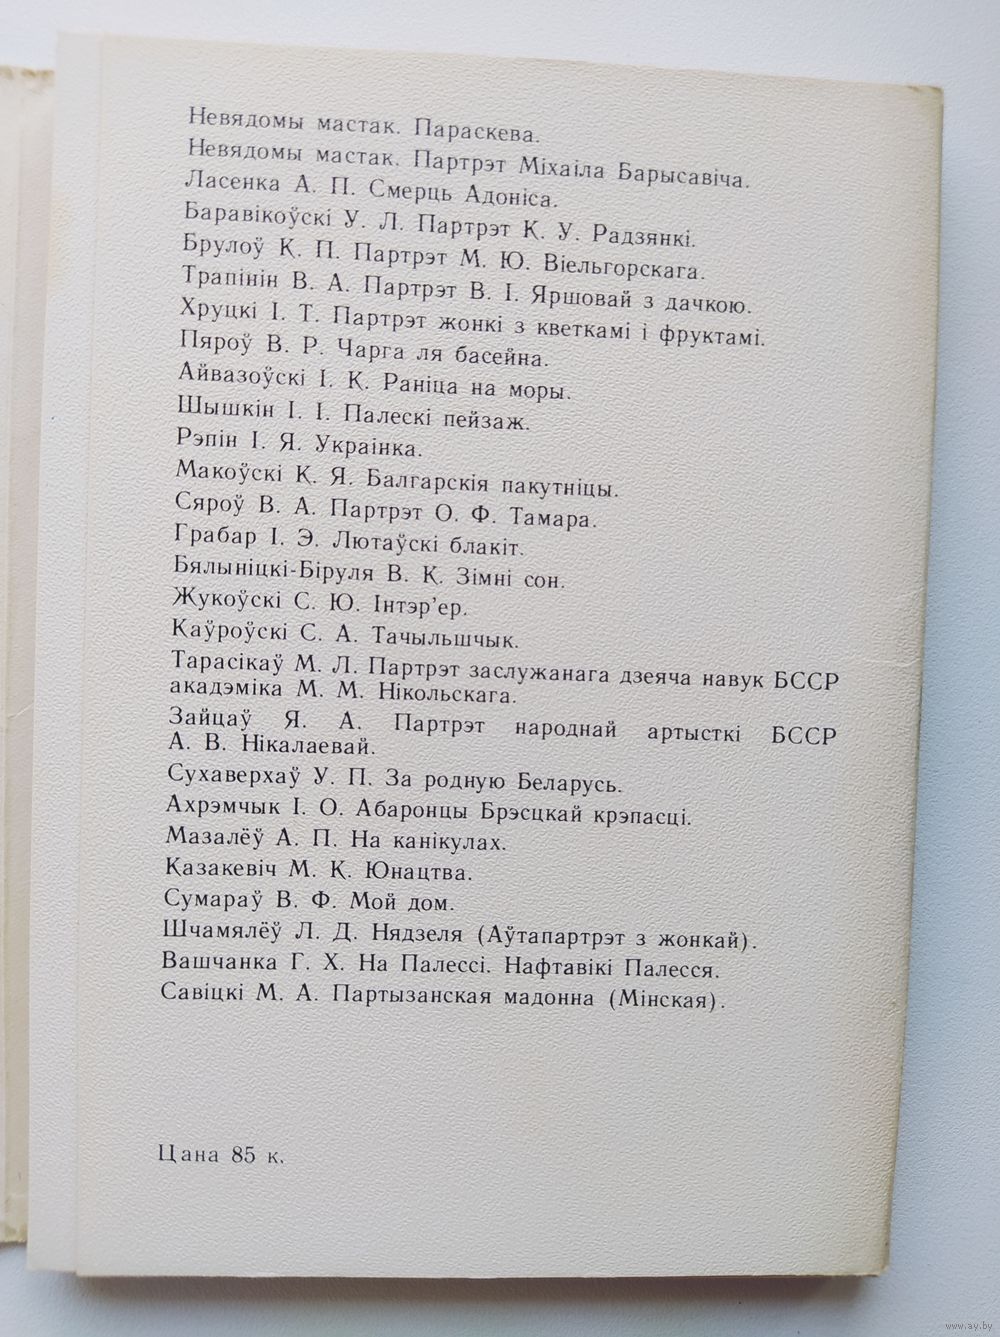 Невядомы мастак. Параскева.
Невядомы мастак. Партрэт Міхаіла Барысавіча.
Ласенка А. П. Смерць Адоніса.
Баравікоўскі У. Л. Партрэт К. У. Радзянкі.
Брулоў К. П. Партрэт М. Ю. Віельгорскага.
Трапінін В. А. Партрэт В. І. Яршовай з дачкою.
Хруцкі І. Т. Партрэт жонкі з кветкамі і фруктамі.
Пяроў В. Р. Чарга ля басейна.
Айвазоўскі І. К. Раніца на моры.
Шышкін І. І. Палескі пейзаж.
Рэпін І. Я. Украінка.
Макоўскі К. Я. Балгарскія пакутніцы.
Сяроў В. А. Партрэт О. Ф. Тамара.
Грабар І. Э. Лютаўскі блакіт.
Бялыніцкі-Біруля В. К. Зімні сон.
Жукоўскі С. Ю. Інтэр'ер.
Каўроўскі С. А. Тачыльшчык.
Тарасікаў М. Л. Партрэт заслужанага дзеяча навук БССР
акадэміка М. М. Нікольскага.
Зайцаў Я. А. Партрэт народнай артысткі БССР
А. В. Нікалаевай.
Сухаверхаў У. П. За родную Беларусь.
Ахрэмчык І. О. Абаронцы Брэсцкай крэпасці.
Мазалёў А. П. На канікулах.
Казакевіч М. К. Юнацтва.
Сумараў В. Ф. Мой дом.
Шчамялёў Л. Д. Нядзеля (Аўтапартрэт з жонкай).
Вашчанка Г. Х. На Палессі. Нафтавікі Палесся.
Савіцкі М. А. Партызанская мадонна (Мінская).
Цана 85 к.
www.ay.by